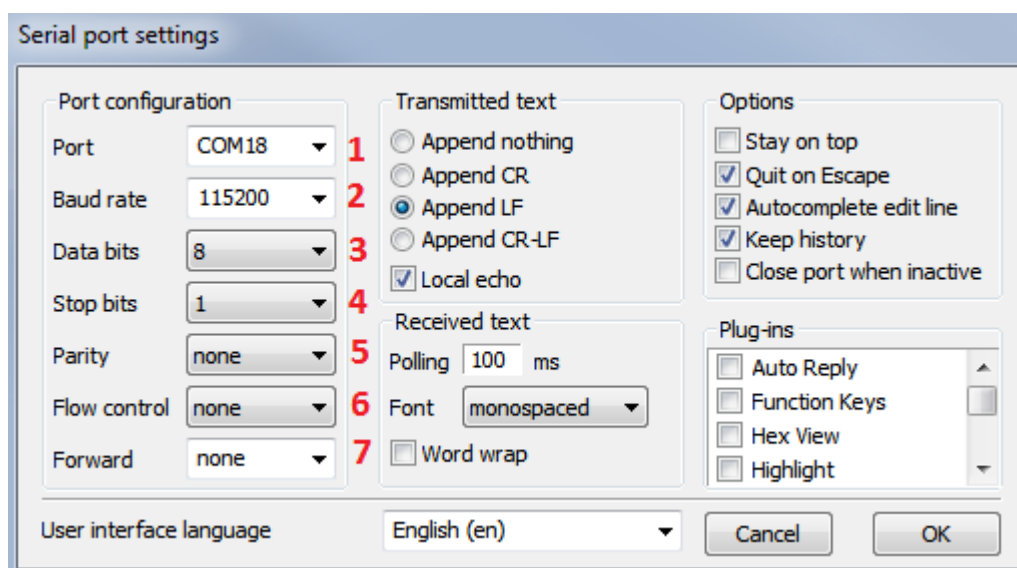 Serial port settings
Port configuration
Port COM18 1
Baud rate 115200 2
Data bits 8 3
Stop bits 1 4
Parity none 5
Flow control none 6
Forward none 7
Transmitted text
Append nothing
Append CR
Append LF
Append CR-LF
Local echo
Received text
Polling 100 ms
Font monospaced
Word wrap
Options
Stay on top
Quit on Escape
Autocomplete edit line
Keep history
Close port when inactive
Plug-ins
Auto Reply
Function Keys
Hex View
Highlight
User interface language English (en) Cancel OK